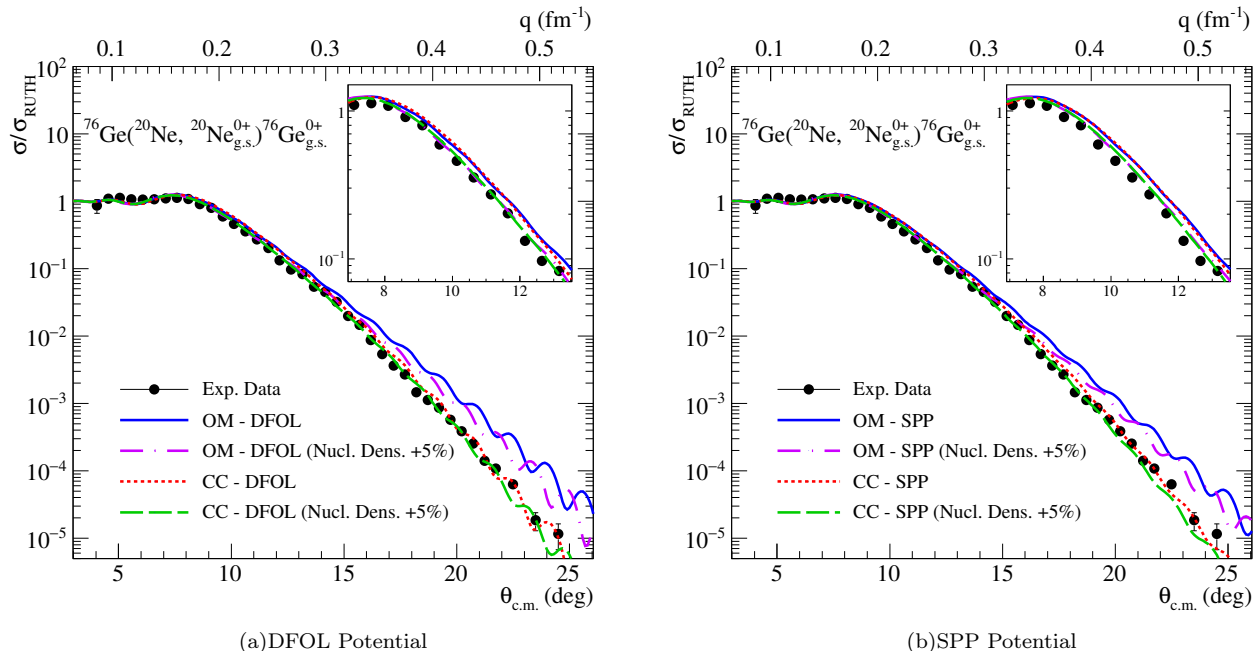 q (fm⁻¹)
0.1 0.2 0.3 0.4 0.5
σ/σ_RUTH
10²
10
1
10⁻¹
10⁻²
10⁻³
10⁻⁴
10⁻⁵
⁷⁶Ge(²⁰Ne, ²⁰Ne⁰⁺g.s.)⁷⁶Ge⁰⁺g.s.
1
10⁻¹
8 10 12
Exp. Data
OM - DFOL
OM - DFOL (Nucl. Dens. +5%)
CC - DFOL
CC - DFOL (Nucl. Dens. +5%)
5 10 15 20 25
θc.m. (deg)
(a)DFOL Potential
q (fm⁻¹)
0.1 0.2 0.3 0.4 0.5
σ/σ_RUTH
10²
10
1
10⁻¹
10⁻²
10⁻³
10⁻⁴
10⁻⁵
⁷⁶Ge(²⁰Ne, ²⁰Ne⁰⁺g.s.)⁷⁶Ge⁰⁺g.s.
1
10⁻¹
8 10 12
Exp. Data
OM - SPP
OM - SPP (Nucl. Dens. +5%)
CC - SPP
CC - SPP (Nucl. Dens. +5%)
5 10 15 20 25
θc.m. (deg)
(b)SPP Potential